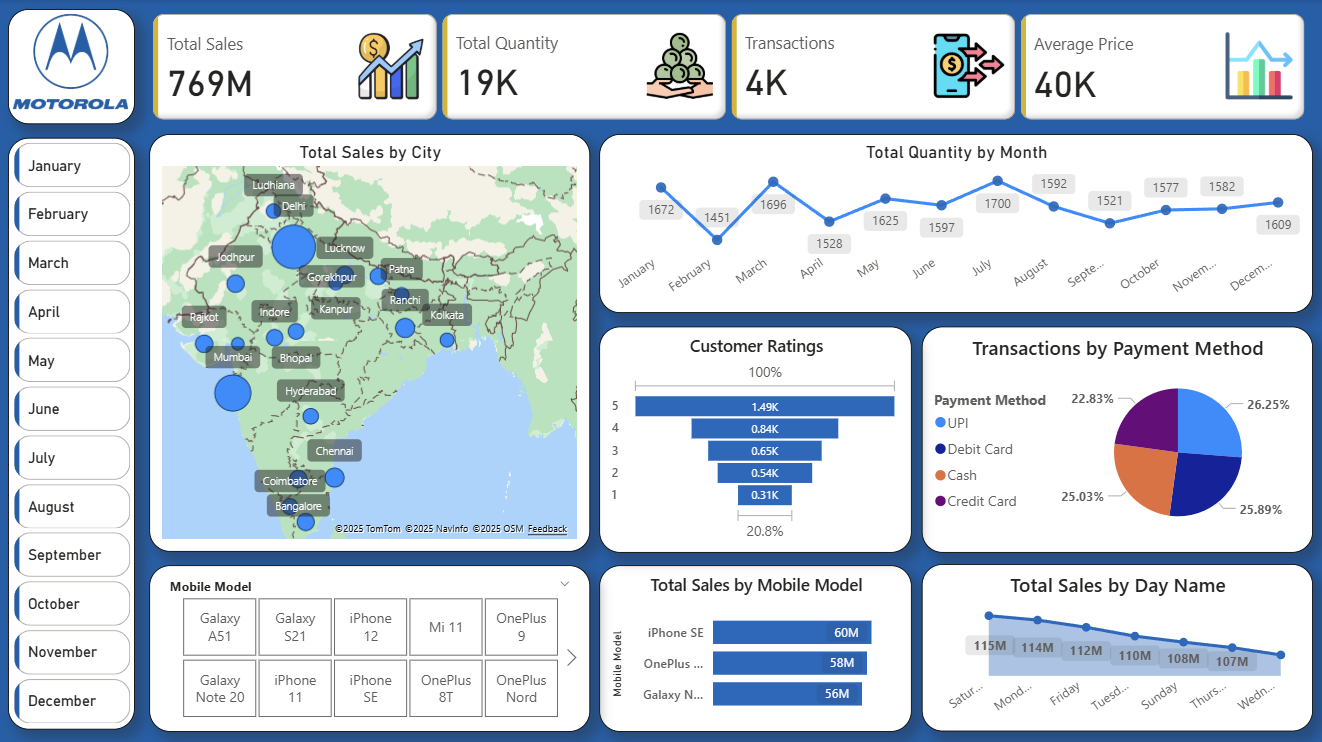 MOTOROLA
Total Sales
769M
Total Quantity
19K
Transactions
4K
Average Price
40K
January
February
March
April
May
June
July
August
September
October
November
December
Total Sales by City
Ludhiana
Delhi
Lucknow
Jodhpur
Gorakhpur
Patna
Ranchi
Kanpur
Kolkata
Rajkot
Indore
Mumbai
Bhopal
Hyderabad
Chennai
Coimbatore
Bangalore
©2025 TomTom ©2025 NavInfo ©2025 OSM Feedback
Total Quantity by Month
1672
1451
1696
1528
1625
1597
1700
1592
1521
1577
1582
1609
January
February
March
April
May
June
July
August
Septe...
October
Novem...
Decem...
Customer Ratings
100%
5 1.49K
4 0.84K
3 0.65K
2 0.54K
1 0.31K
20.8%
Transactions by Payment Method
Payment Method
UPI
Debit Card
Cash
Credit Card
22.83%
26.25%
25.03%
25.89%
Mobile Model
Galaxy
A51
Galaxy
S21
iPhone
12
Mi 11
OnePlus
9
Galaxy
Note 20
iPhone
11
iPhone
SE
OnePlus
8T
OnePlus
Nord
Total Sales by Mobile Model
Mobile Model
iPhone SE 60M
OnePlus ... 58M
Galaxy N... 56M
Total Sales by Day Name
115M
114M
112M
110M
108M
107M
Satur...
Mond...
Friday
Tuesd...
Sunday
Thurs...
Wedn...